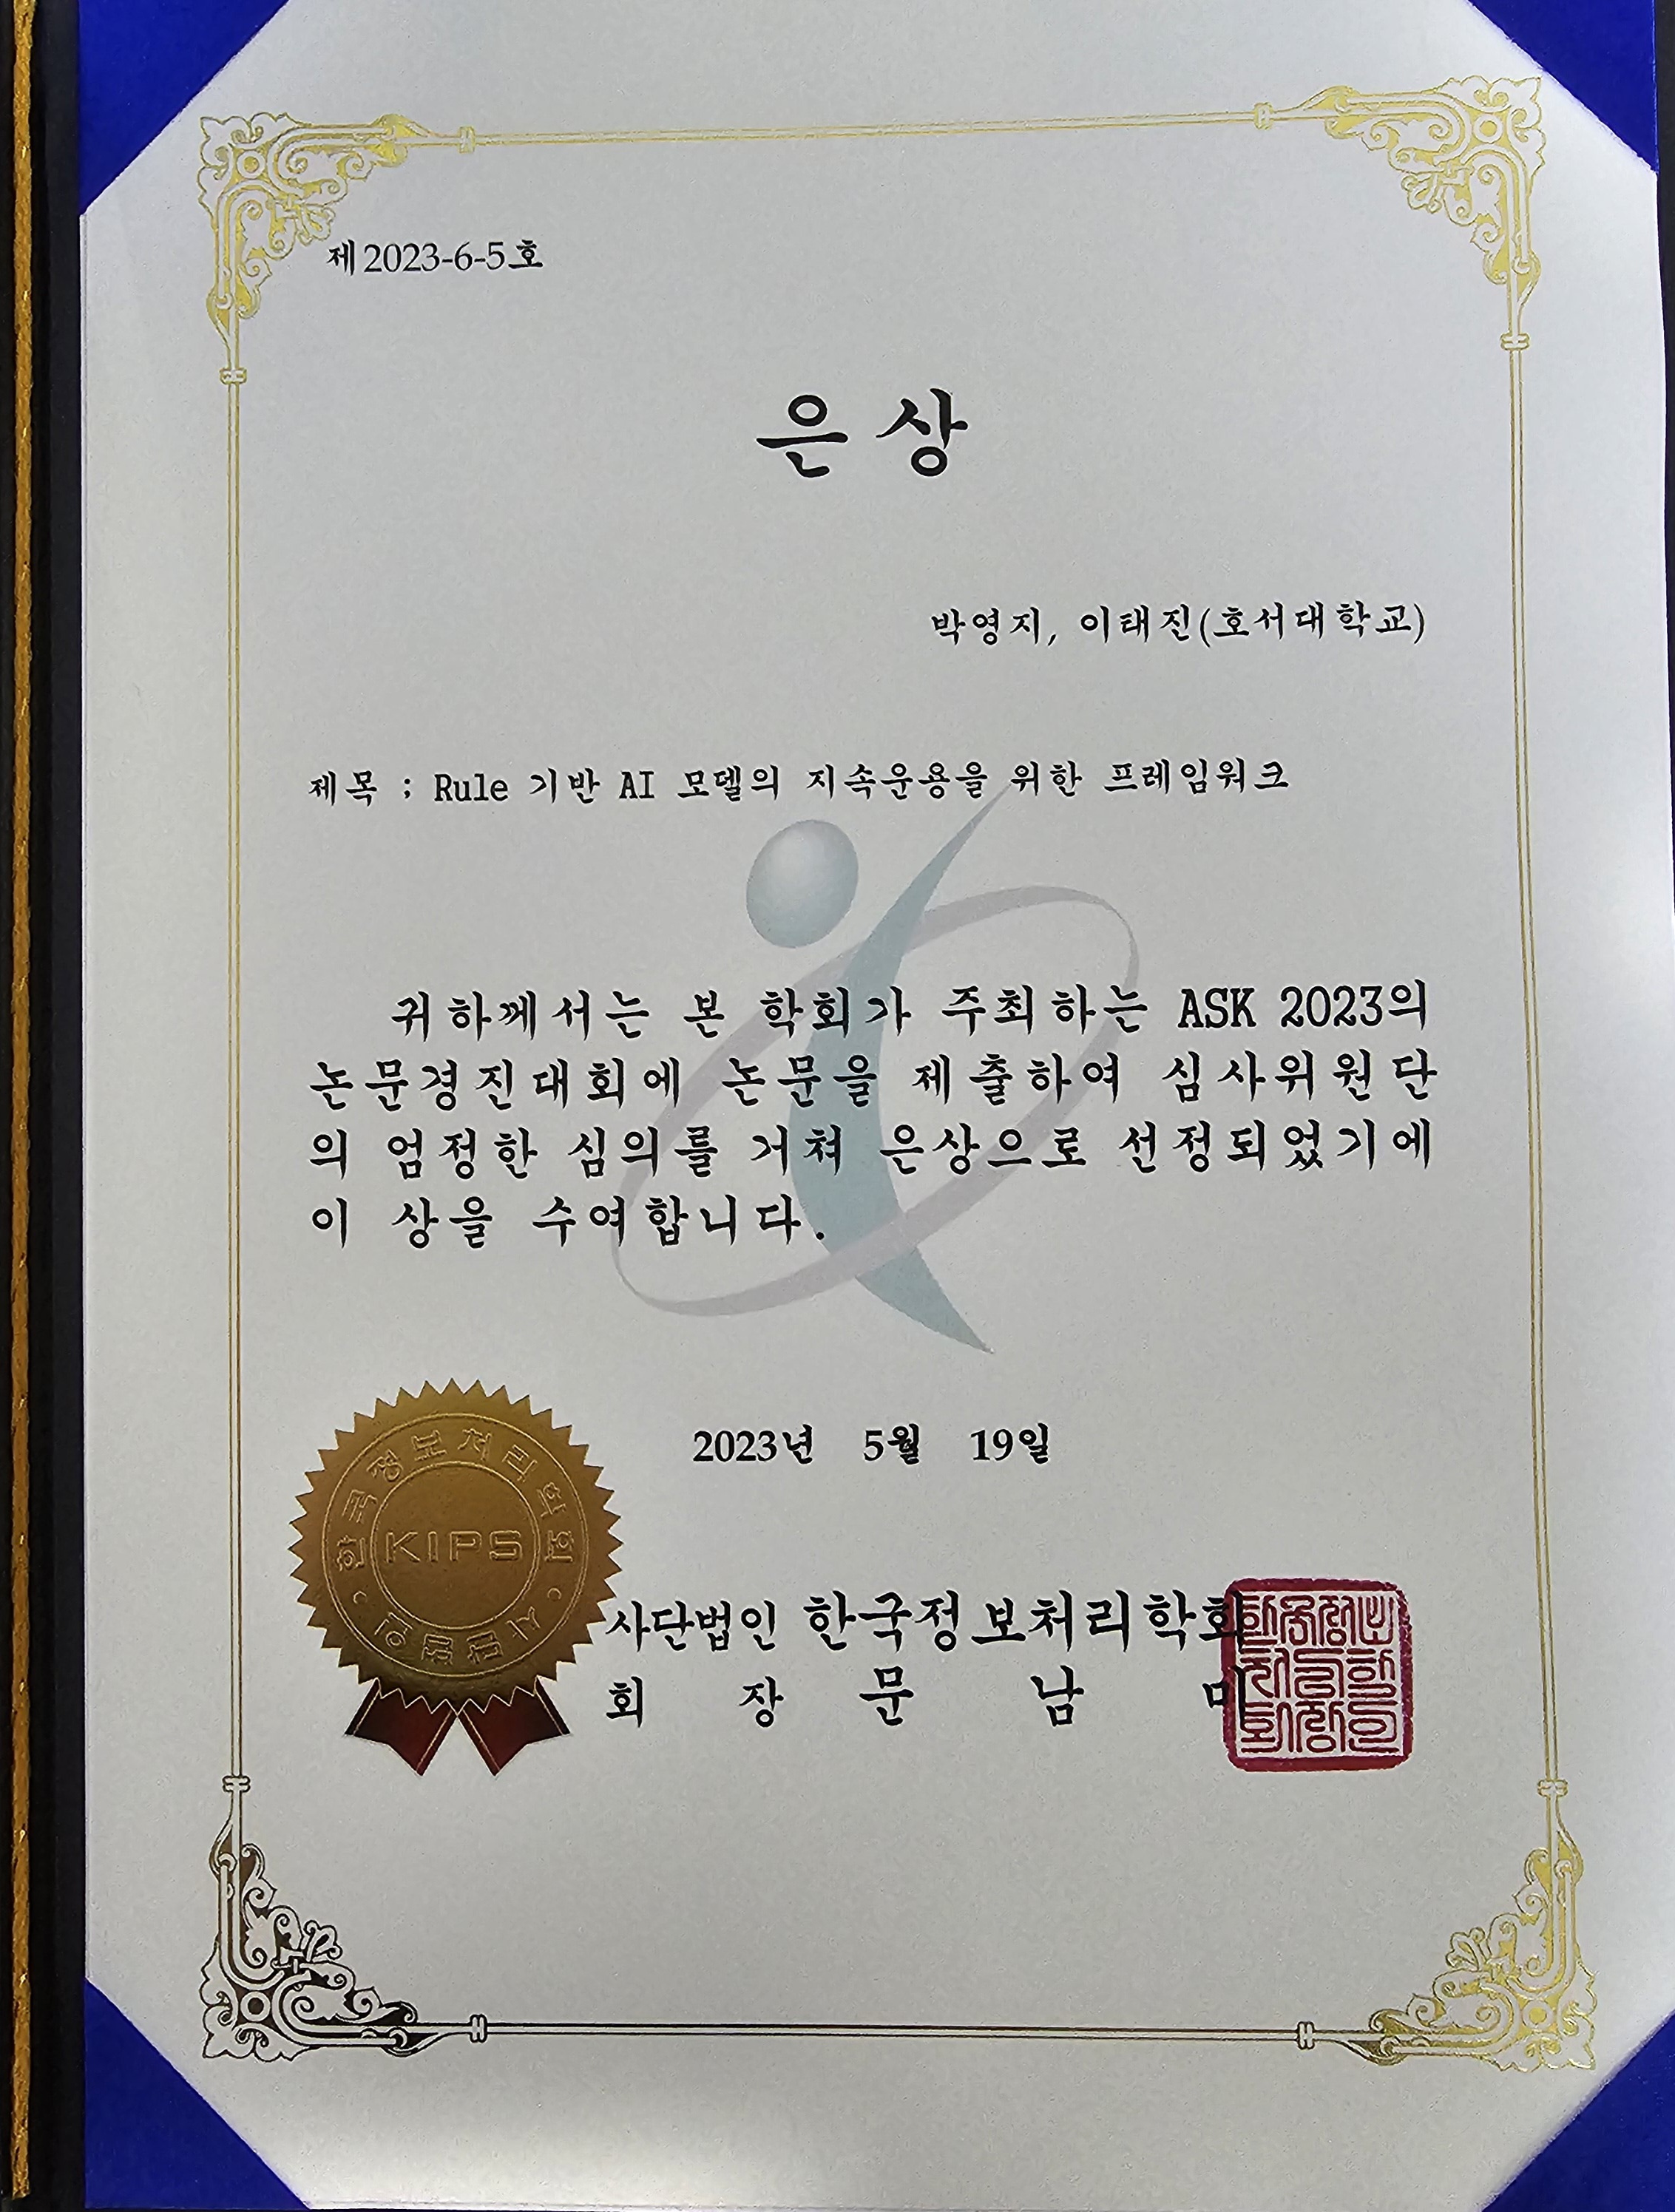 제2023-6-5호
은 상
박영지, 이태진(호서대학교)
제목 ; Rule 기반 AI 모델의 지속운용을 위한 프레임워크
귀하께서는 본 학회가 주최하는 ASK 2023의
논문경진대회에 논문을 제출하여 심사위원단
의 엄정한 심의를 거쳐 은상으로 선정되었기에
이 상을 수여합니다.
2023년 5월 19일
한국정보처리학회
KIPS
사단법인
사단법인 한국정보처리학회
회 장 문 남 미